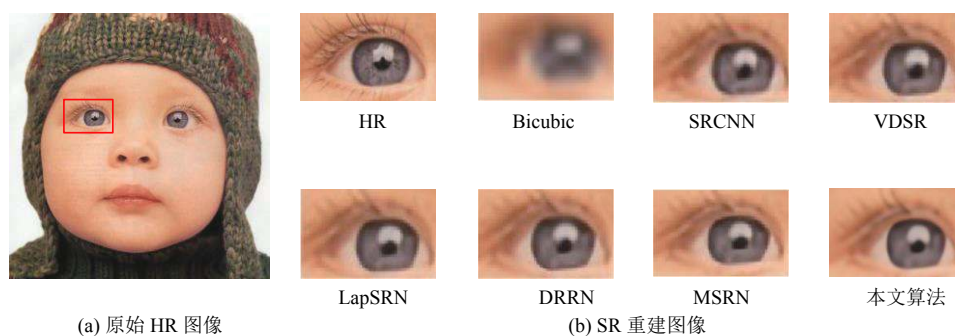 HR
Bicubic
SRCNN
VDSR
LapSRN
DRRN
MSRN
本文算法
(a) 原始 HR 图像
(b) SR 重建图像